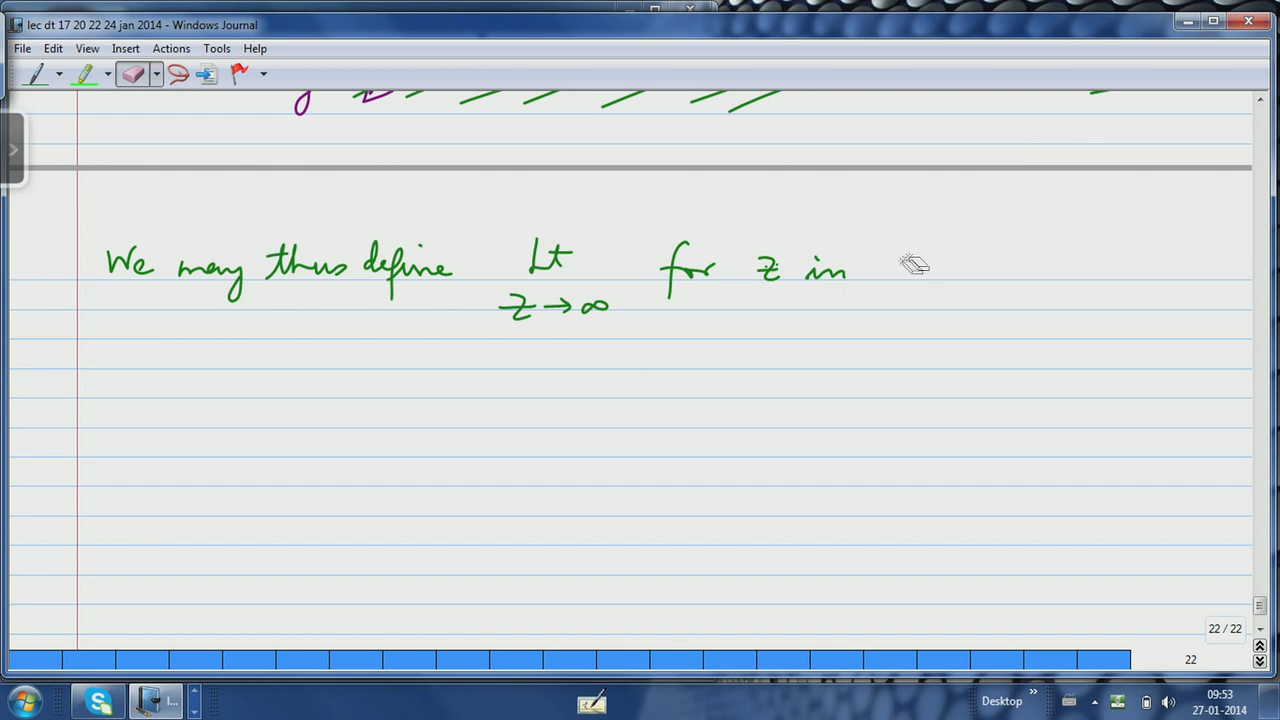 lec dt 17 20 22 24 jan 2014 - Windows Journal
File Edit View Insert Actions Tools Help
We may thus define Lt for z in
z → ∞
22 / 22
22
Desktop
09:53
27-01-2014